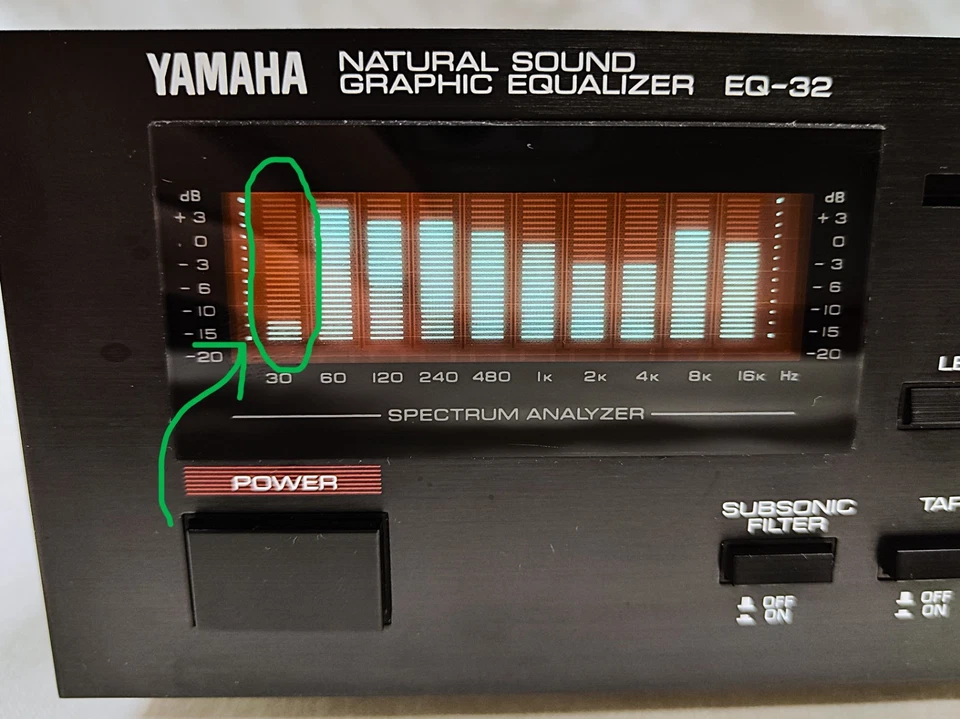 YAMAHA NATURAL SOUND
GRAPHIC EQUALIZER EQ-32
dB dB
+3 +3
0 0
-3 -3
-6 -6
-10 -10
-15 -15
-20 -20
30 60 120 240 480 1K 2K 4K 8K 16K Hz
SPECTRUM ANALYZER
POWER
SUBSONIC
FILTER
OFF
ON
OFF
ON